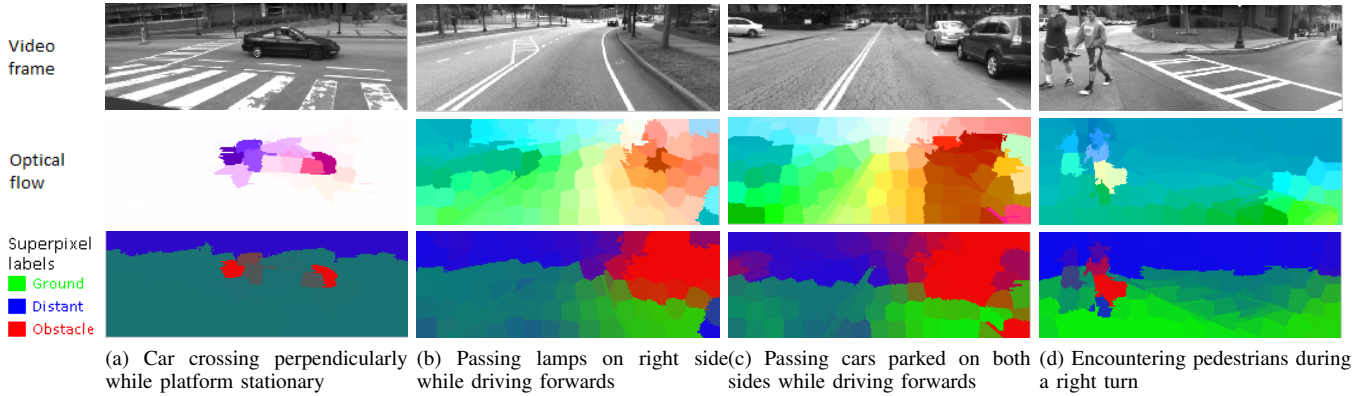 Video
frame
Optical
flow
Superpixel
labels
Ground
Distant
Obstacle
(a) Car crossing perpendicularly
while platform stationary
(b) Passing lamps on right side
while driving forwards
(c) Passing cars parked on both
sides while driving forwards
(d) Encountering pedestrians during
a right turn